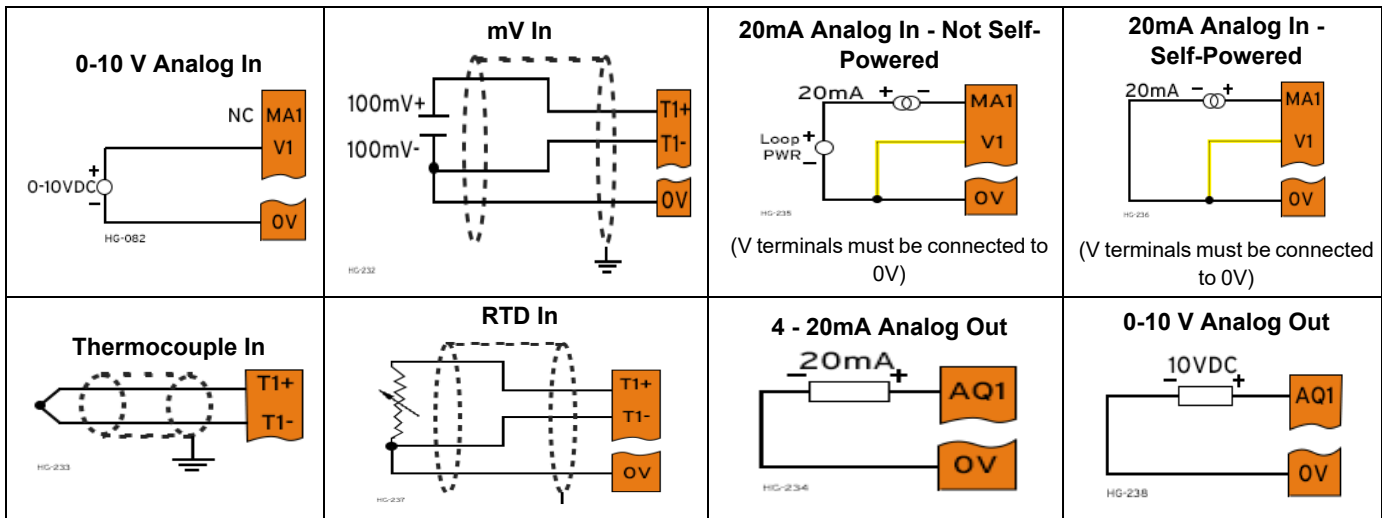 0-10 V Analog In
NC MA1
V1
+
0-10VDC
−
0V
HG-082
mV In
100mV+
100mV-
T1+
T1-
0V
HG-232
20mA Analog In - Not Self-
Powered
20mA + − MA1
Loop +
PWR
−
V1
0V
HG-235
(V terminals must be connected to
0V)
20mA Analog In -
Self-Powered
20mA − + MA1
V1
0V
HG-236
(V terminals must be connected
to 0V)
Thermocouple In
T1+
T1-
HG-233
RTD In
T1+
T1-
0V
HG-237
4 - 20mA Analog Out
20mA
− +
AQ1
0V
HG-234
0-10 V Analog Out
10VDC
− +
AQ1
0V
HG-238